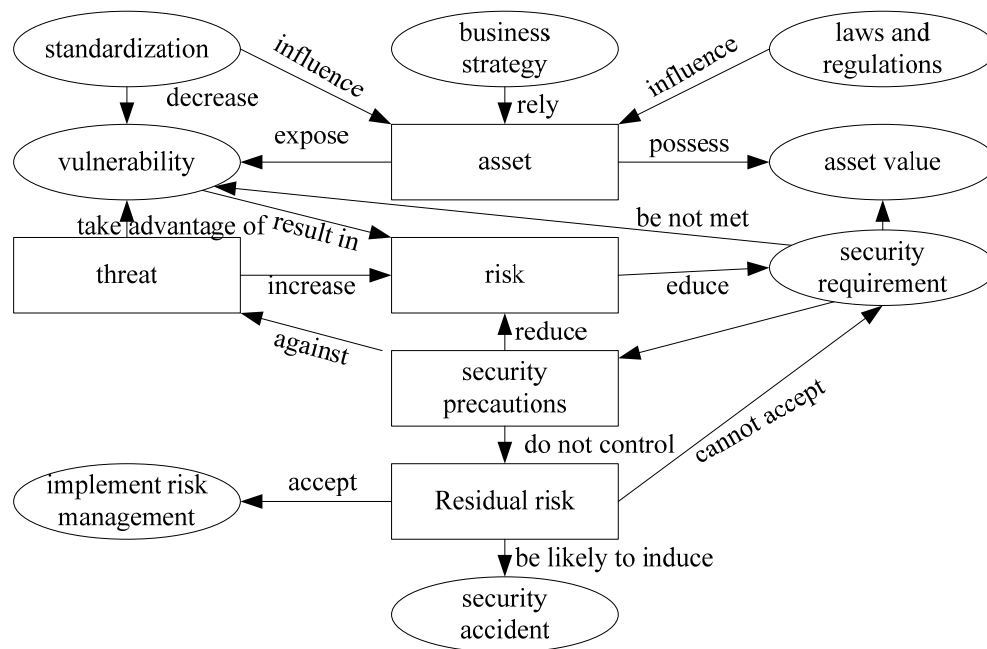 standardization
influence
business
strategy
influence
laws and
regulations
decrease
rely
vulnerability
expose
asset
possess
asset value
take advantage of
result in
be not met
threat
increase
risk
educe
security
requirement
against
reduce
security
precautions
do not control
cannot accept
implement risk
management
accept
Residual risk
be likely to induce
security
accident